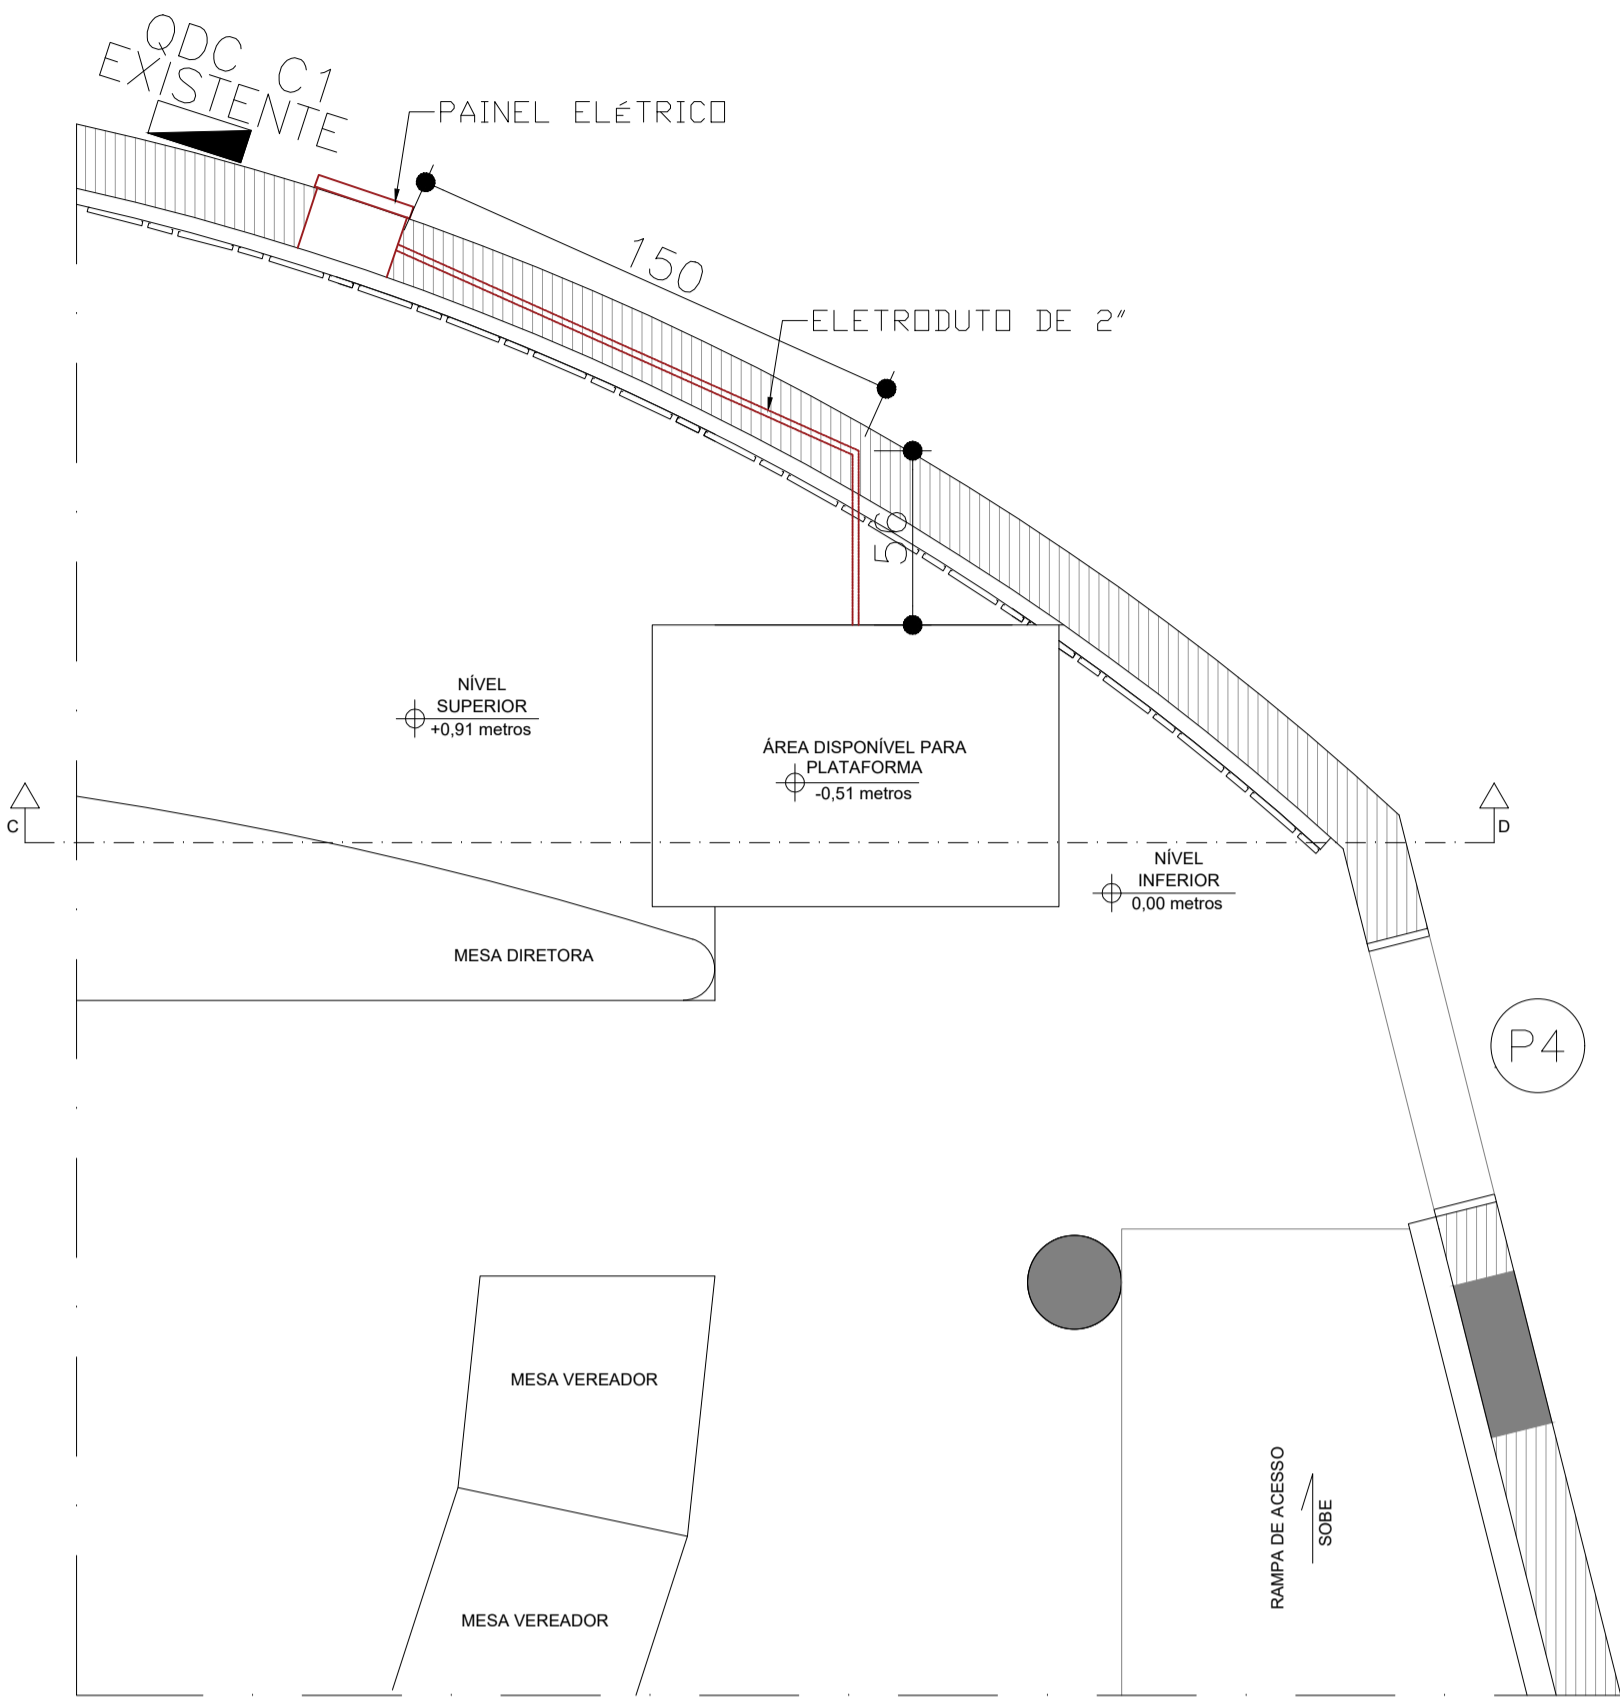 QDC C1
EXISTENTE
PAINEL ELéTRICO
150
ELETRODUTO DE 2"
56
NÍVEL
SUPERIOR
+0,91 metros
ÁREA DISPONÍVEL PARA
PLATAFORMA
-0,51 metros
C
D
NÍVEL
INFERIOR
0,00 metros
MESA DIRETORA
P4
MESA VEREADOR
RAMPA DE ACESSO
SOBE
MESA VEREADOR